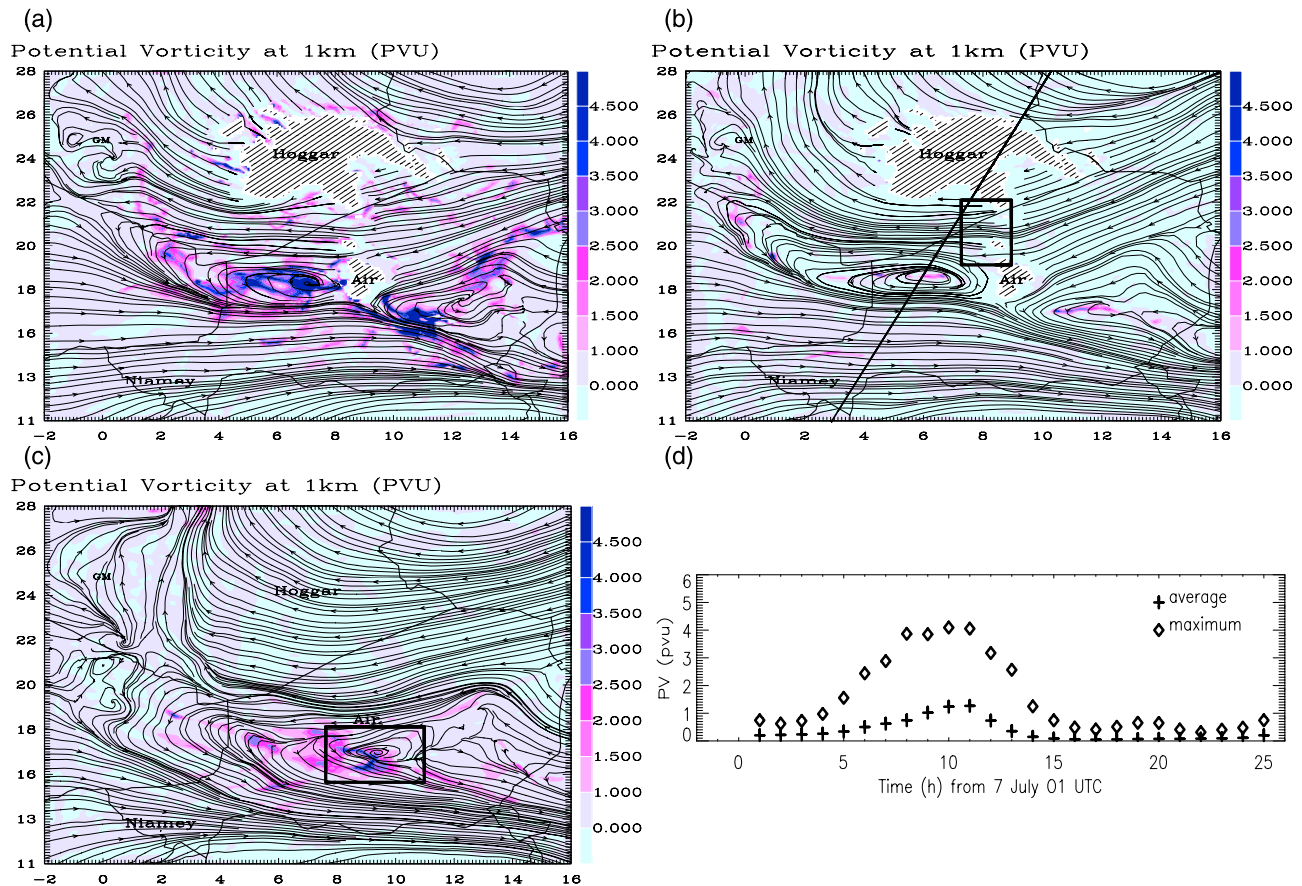 (a)
Potential Vorticity at 1km (PVU)
28
26
24
22
20
18
16
13
11
-2 0 2 4 6 8 10 12 14 16
GM
Hoggar
Air
Niamey
4.500
4.000
3.500
3.000
2.500
2.000
1.500
1.000
0.000
(b)
Potential Vorticity at 1km (PVU)
28
26
24
22
20
18
16
13
11
-2 0 2 4 6 8 10 12 14 16
GM
Hoggar
Air
Niamey
4.500
4.000
3.500
3.000
2.500
2.000
1.500
1.000
0.000
(c)
Potential Vorticity at 1km (PVU)
28
26
24
22
20
18
16
13
11
-2 0 2 4 6 8 10 12 14 16
GM
Hoggar
Air
Niamey
4.500
4.000
3.500
3.000
2.500
2.000
1.500
1.000
0.000
(d)
PV (pvu)
6
5
4
3
2
1
0
average
maximum
0 5 10 15 20 25
Time (h) from 7 July 01 UTC